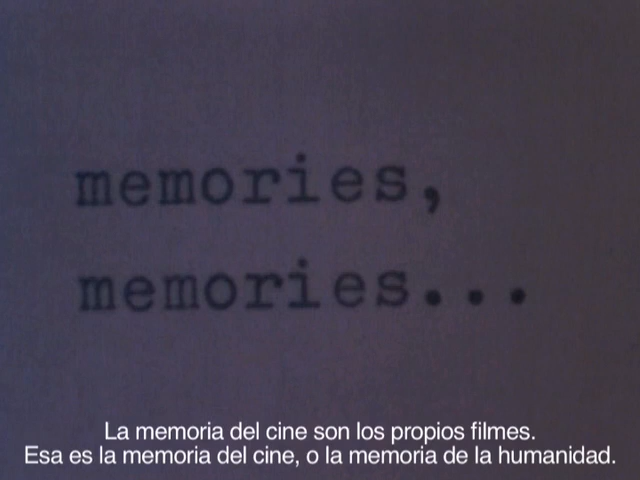 memories,
memories...
La memoria del cine son los propios filmes.
Esa es la memoria del cine, o la memoria de la humanidad.